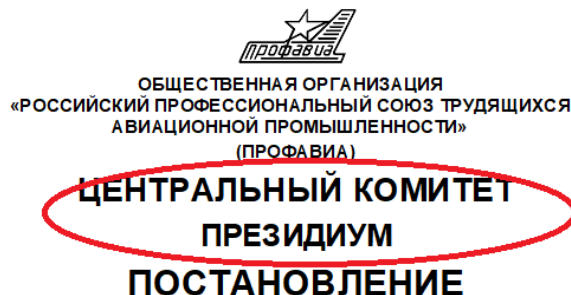 профавиа
ОБЩЕСТВЕННАЯ ОРГАНИЗАЦИЯ
«РОССИЙСКИЙ ПРОФЕССИОНАЛЬНЫЙ СОЮЗ ТРУДЯЩИХСЯ
АВИАЦИОННОЙ ПРОМЫШЛЕННОСТИ»
(ПРОФАВИА)
ЦЕНТРАЛЬНЫЙ КОМИТЕТ
ПРЕЗИДИУМ
ПОСТАНОВЛЕНИЕ